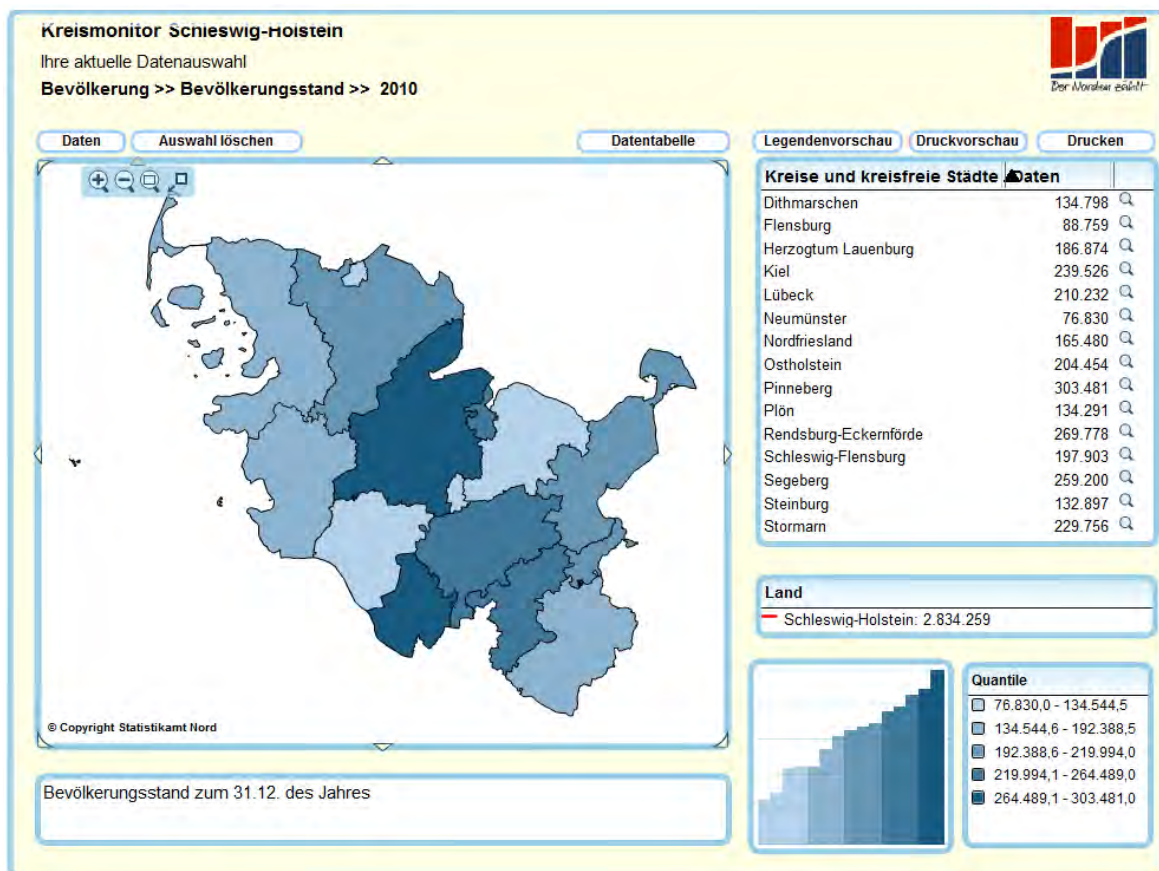 Kreismonitor Schleswig-Holstein
Ihre aktuelle Datenauswahl
Bevölkerung >> Bevölkerungsstand >> 2010
Der Norden zählt
Daten
Auswahl löschen
Datentabelle
Legendenvorschau
Druckvorschau
Drucken
Kreise und kreisfreie Städte Daten
Dithmarschen 134.798
Flensburg 88.759
Herzogtum Lauenburg 186.874
Kiel 239.526
Lübeck 210.232
Neumünster 76.830
Nordfriesland 165.480
Ostholstein 204.454
Pinneberg 303.481
Plön 134.291
Rendsburg-Eckernförde 269.778
Schleswig-Flensburg 197.903
Segeberg 259.200
Steinburg 132.897
Stormarn 229.756
Land
Schleswig-Holstein: 2.834.259
Quantile
76.830,0 - 134.544,5
134.544,6 - 192.388,5
192.388,6 - 219.994,0
219.994,1 - 264.489,0
264.489,1 - 303.481,0
© Copyright Statistikamt Nord
Bevölkerungsstand zum 31.12. des Jahres